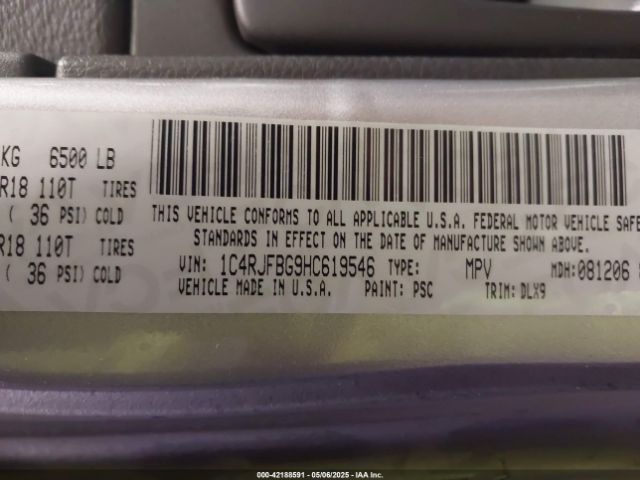 KG 6500 LB
R18 110T TIRES
( 36 PSI) COLD
R18 110T TIRES
( 36 PSI) COLD
THIS VEHICLE CONFORMS TO ALL APPLICABLE U.S.A. FEDERAL MOTOR VEHICLE SAFE
STANDARDS IN EFFECT ON THE DATE OF MANUFACTURE SHOWN ABOVE.
VIN: 1C4RJFBG9HC619546 TYPE: MPV MDH:081206
VEHICLE MADE IN U.S.A. PAINT: PSC TRIM: DLX9
000-42188591 - 05/06/2025 - IAA Inc.